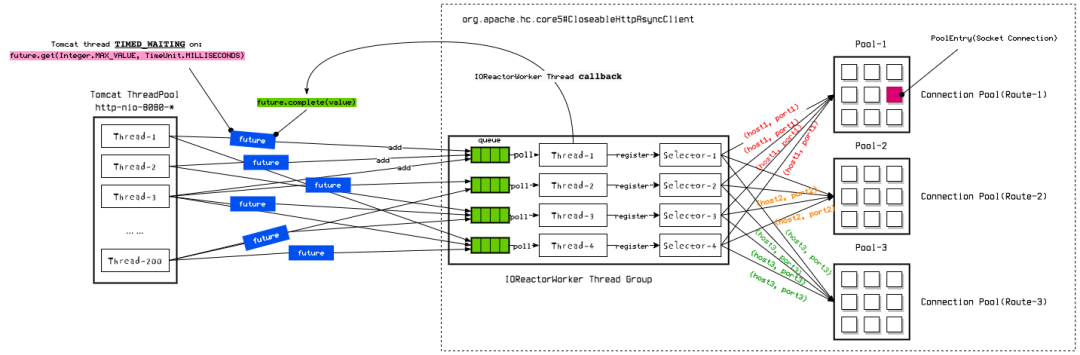 org.apache.hc.core5#CloseableHttpAsyncClient
Tomcat thread TIMED_WAITING on:
future.get(Integer.MAX_VALUE, TimeUnit.MILLISECONDS)
Tomcat ThreadPool
http-nio-8080-*
Thread-1
Thread-2
Thread-3
... ...
Thread-200
future
future
future
future
future
future
future.complete(value)
IOReactorWorker Thread callback
add
add
queue
poll
Thread-1
register
Selector-1
poll
Thread-2
register
Selector-2
poll
Thread-3
register
Selector-3
poll
Thread-4
register
Selector-4
IOReactorWorker Thread Group
(host1, port1)
(host1, port1)
(host1, port1)
(host1, port1)
(host2, port2)
(host2, port2)
(host3, port3)
(host3, port3)
(host3, port3)
(host3, port3)
Pool-1
PoolEntry(Socket Connection)
Connection Pool(Route-1)
Pool-2
Connection Pool(Route-2)
Pool-3
Connection Pool(Route-3)